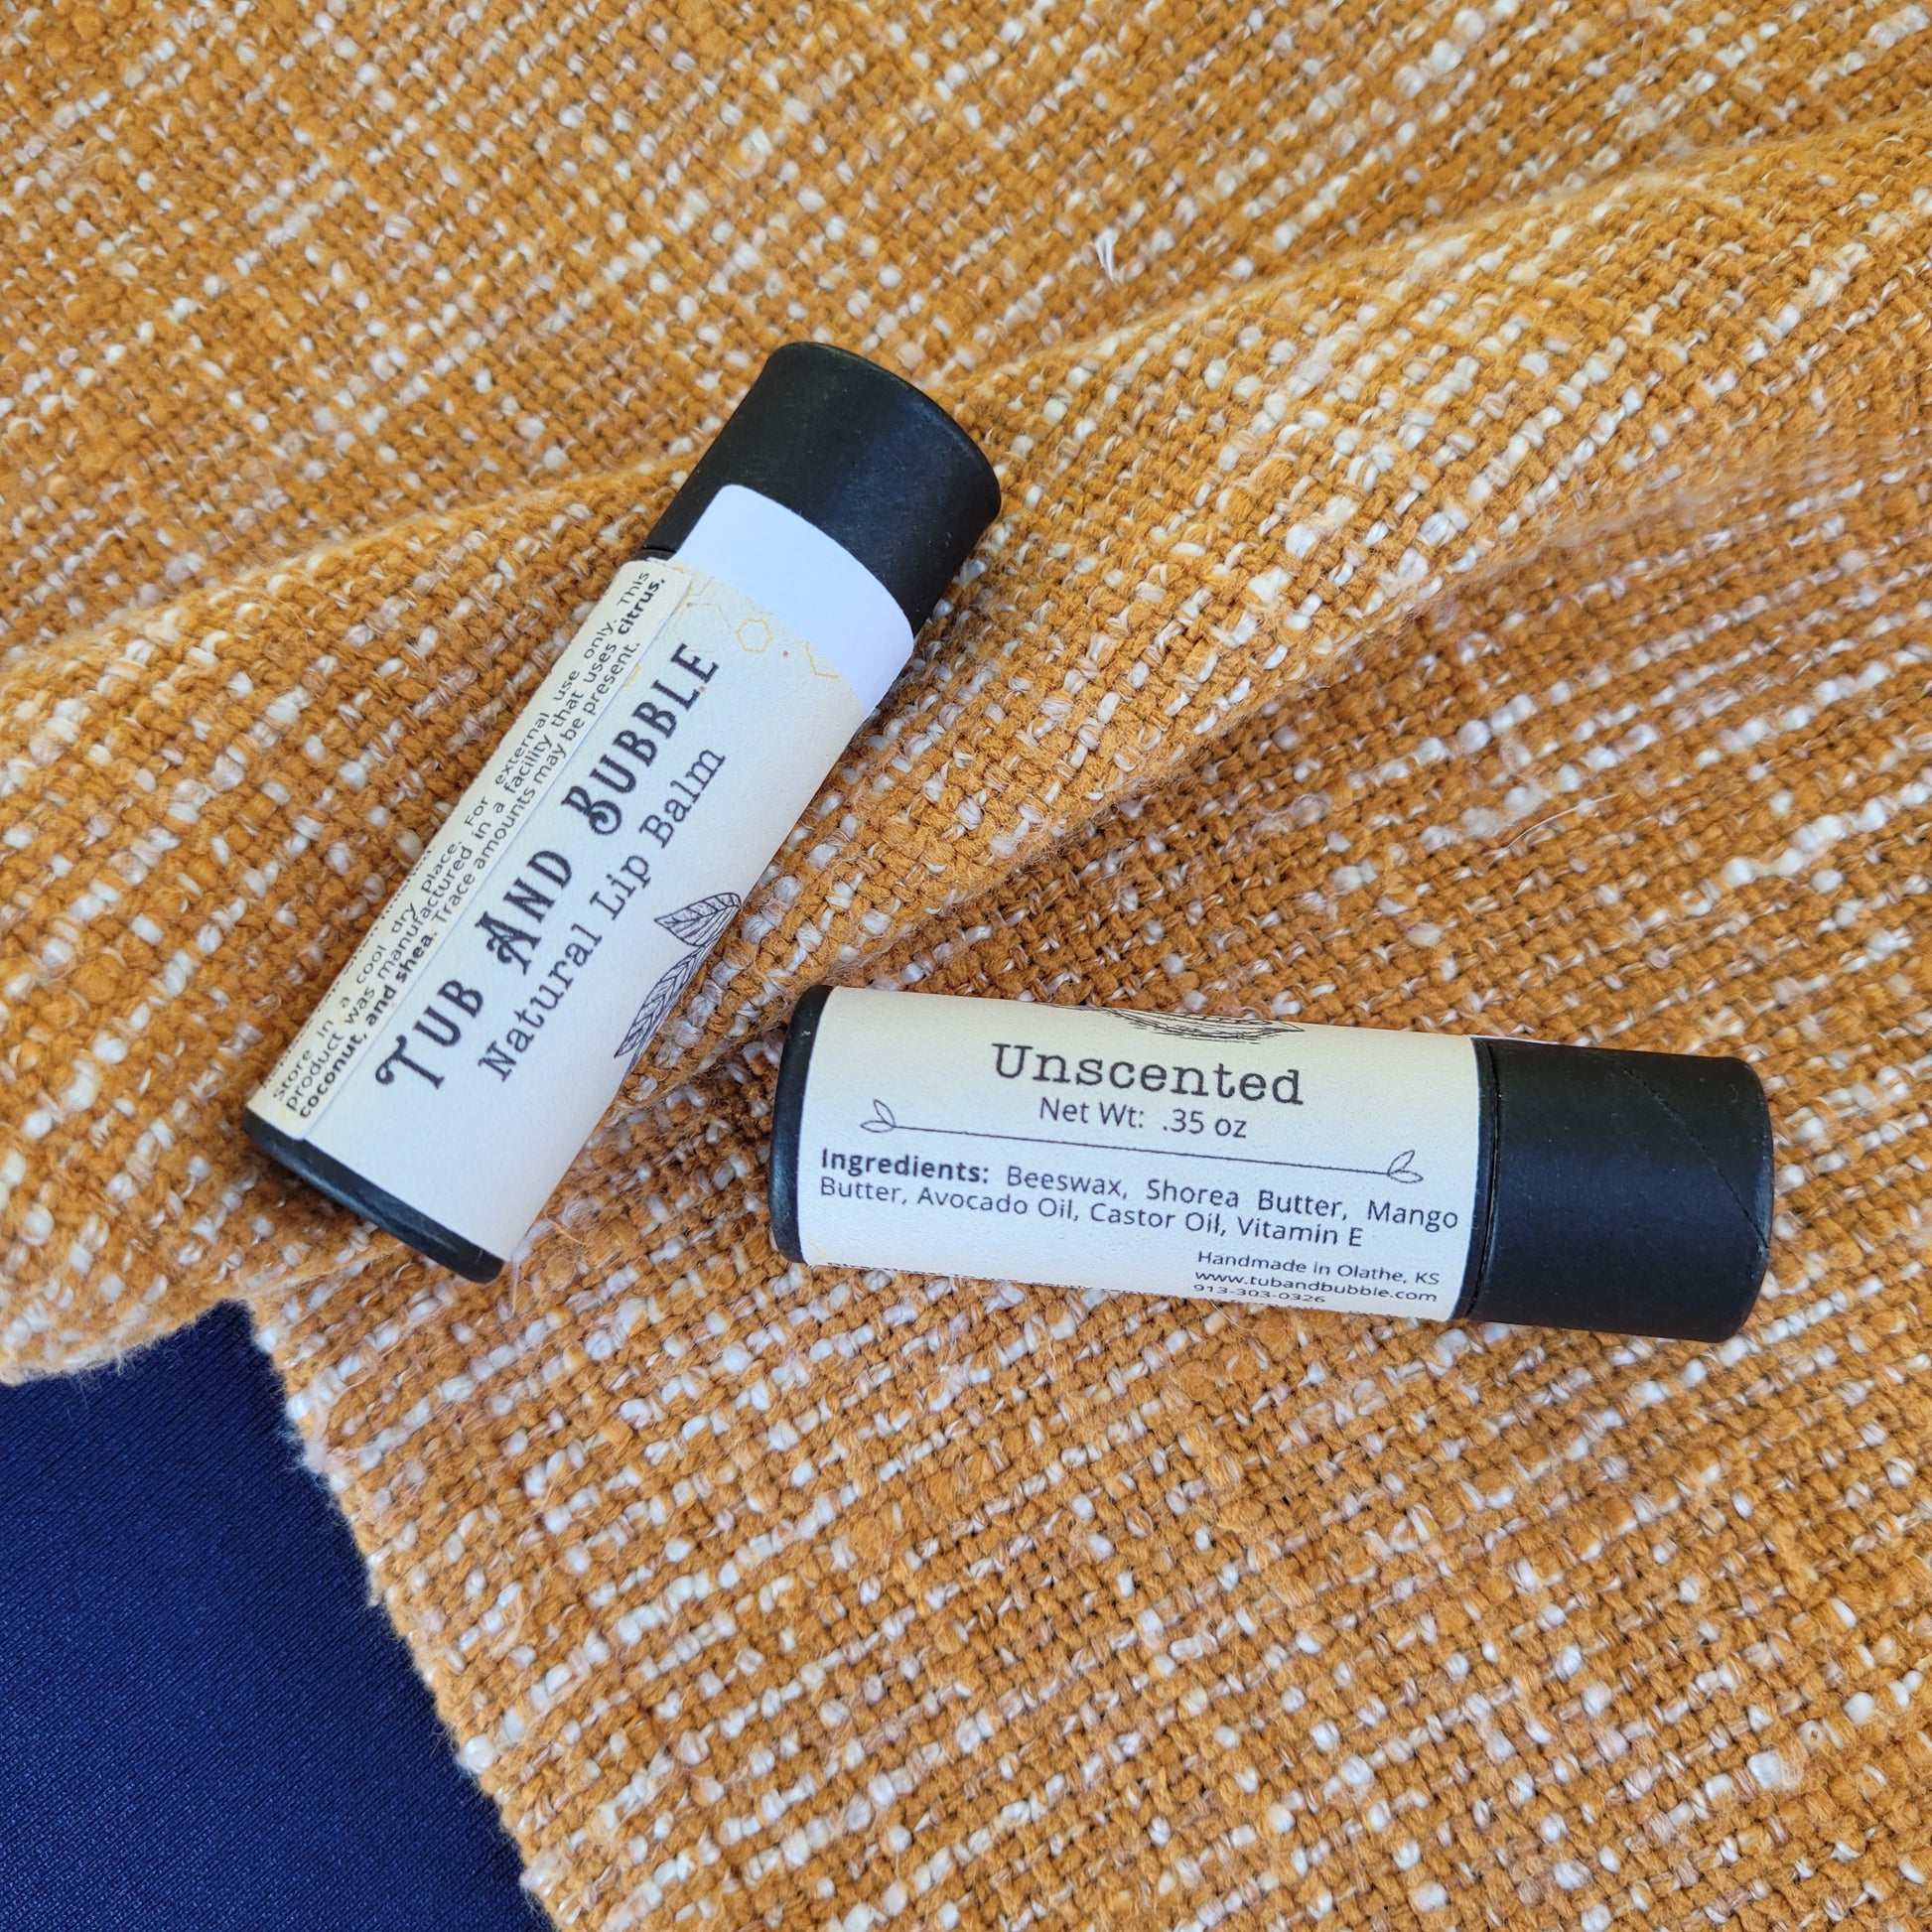 store in a cool dry place. For external use only. This
product was manufactured in a facility that uses citrus,
coconut, and shea. Trace amounts may be present.
TUB AND BUBBLE
Natural Lip Balm
Unscented
Net Wt: .35 oz
Ingredients: Beeswax, Shorea Butter, Mango
Butter, Avocado Oil, Castor Oil, Vitamin E
Handmade in Olathe, KS
www.tubandbubble.com
913-303-0326